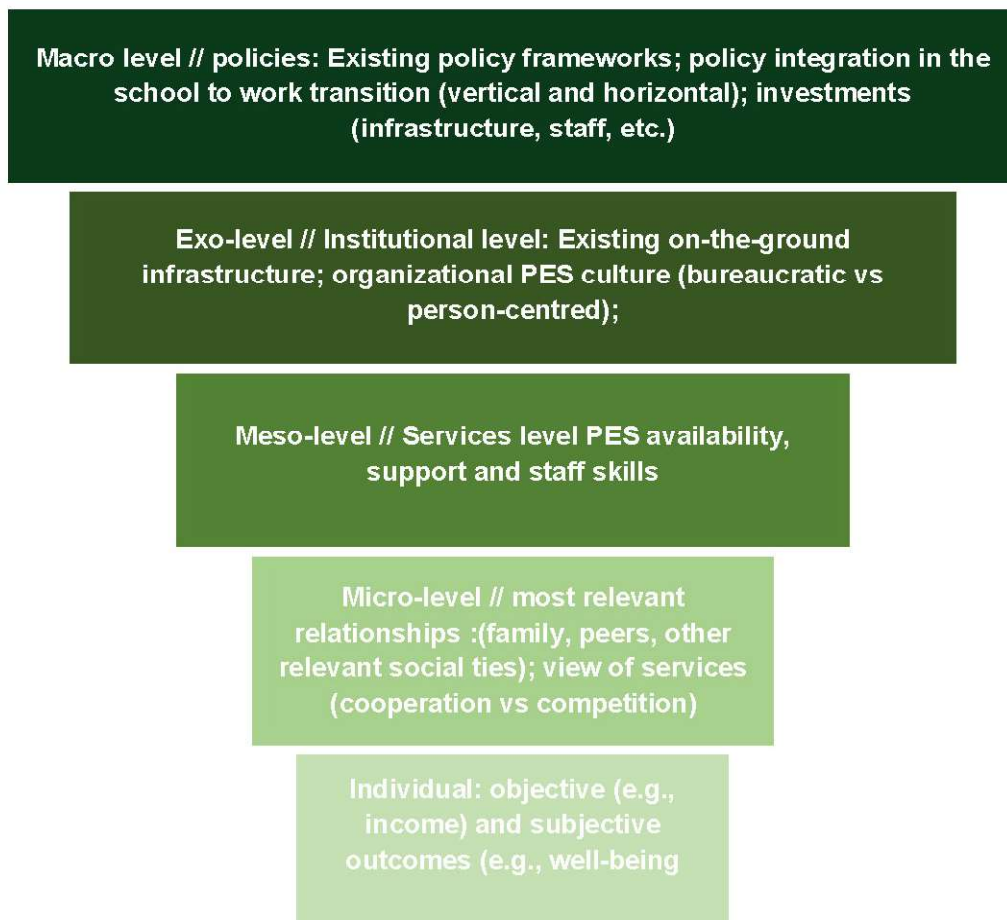 Macro level // policies: Existing policy frameworks; policy integration in the
school to work transition (vertical and horizontal); investments
(infrastructure, staff, etc.)
Exo-level // Institutional level: Existing on-the-ground
infrastructure; organizational PES culture (bureaucratic vs
person-centred);
Meso-level // Services level PES availability,
support and staff skills
Micro-level // most relevant
relationships :(family, peers, other
relevant social ties); view of services
(cooperation vs competition)
Individual: objective (e.g.,
income) and subjective
outcomes (e.g., well-being